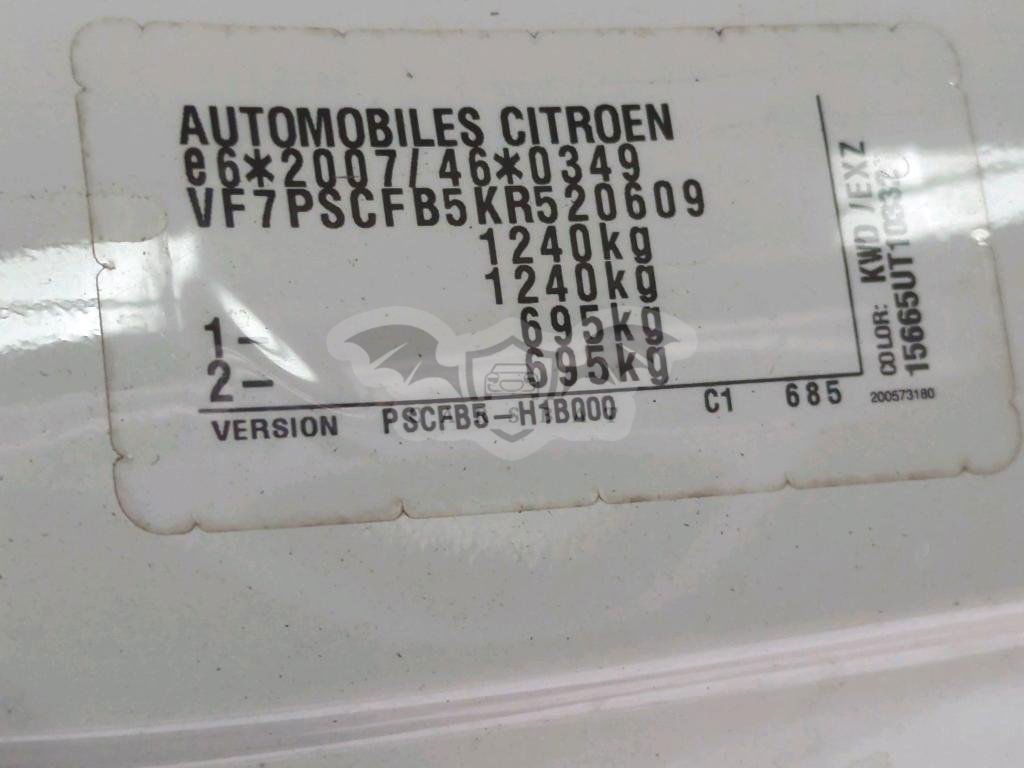 AUTOMOBILES CITROEN
e6*2007/46*0349
VF7PSCFB5KR520609
1240kg
1240kg
1- 695kg
2- 695kg
VERSION PSCFB5-H1B000 C1 685
COLOR: KWD /EXZ
200573180